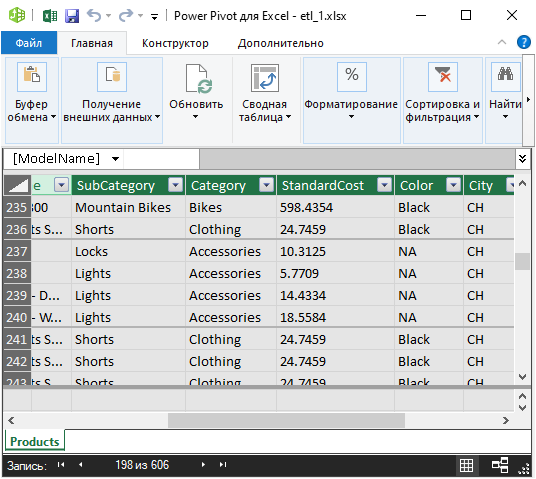 Power Pivot для Excel - etl_1.xlsx
Файл Главная Конструктор Дополнительно
Буфер обмена
Получение внешних данных
Обновить
Сводная таблица
Форматирование
Сортировка и фильтрация
Найти
[ModelName]
e SubCategory Category StandardCost Color City
235 300 Mountain Bikes Bikes 598.4354 Black CH
236 ts S... Shorts Clothing 24.7459 Black CH
237 Locks Accessories 10.3125 NA CH
238 Lights Accessories 5.7709 NA CH
239 - D... Lights Accessories 14.4334 NA CH
240 - W... Lights Accessories 18.5584 NA CH
241 ts S... Shorts Clothing 24.7459 Black CH
242 ts S... Shorts Clothing 24.7459 Black CH
243 ts S... Shorts Clothing 24.7459 Black CH
Products
Запись: 198 из 606